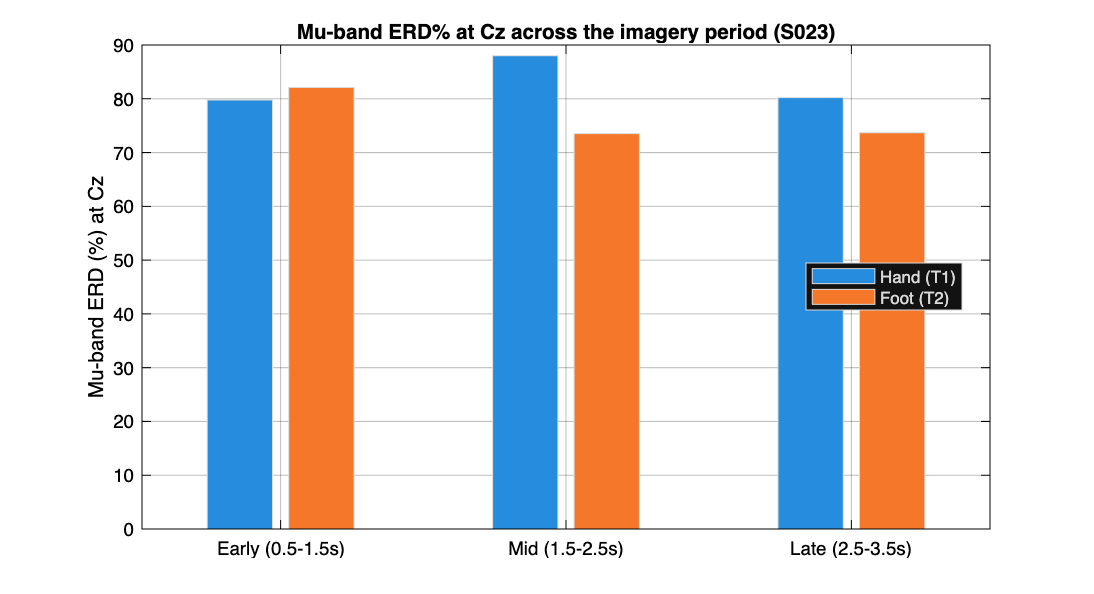 Mu-band ERD% at Cz across the imagery period (S023)
Mu-band ERD (%) at Cz
90
80
70
60
50
40
30
20
10
0
Hand (T1)
Foot (T2)
Early (0.5-1.5s)
Mid (1.5-2.5s)
Late (2.5-3.5s)